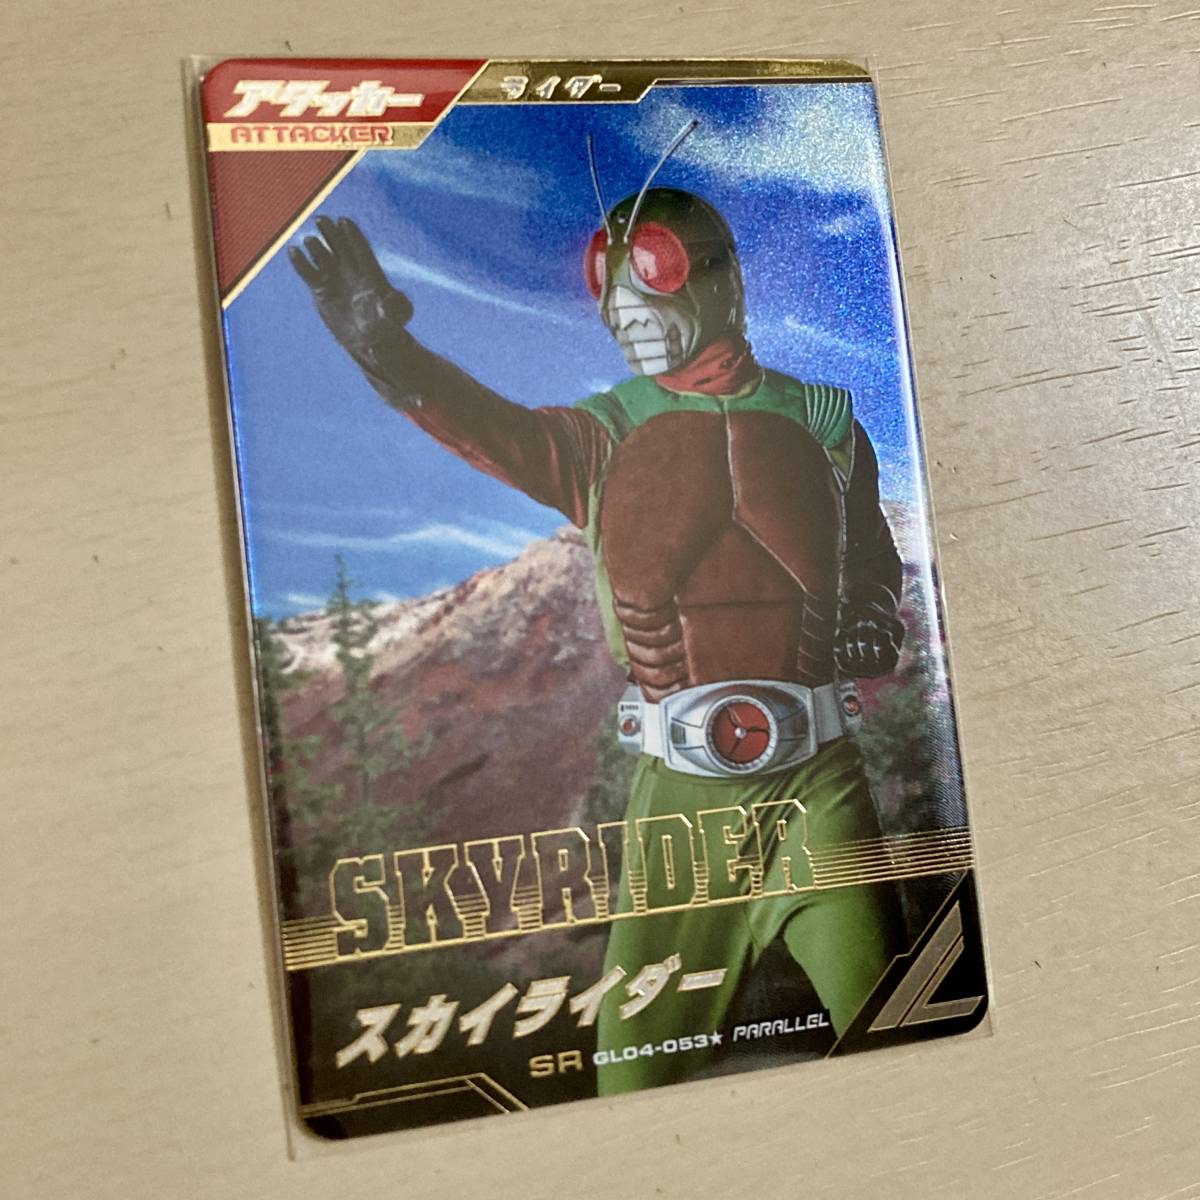 アタッカー
ATTACKER
ライダー
SKYRIDER
スカイライダー
SR GL04-053★ PARALLEL